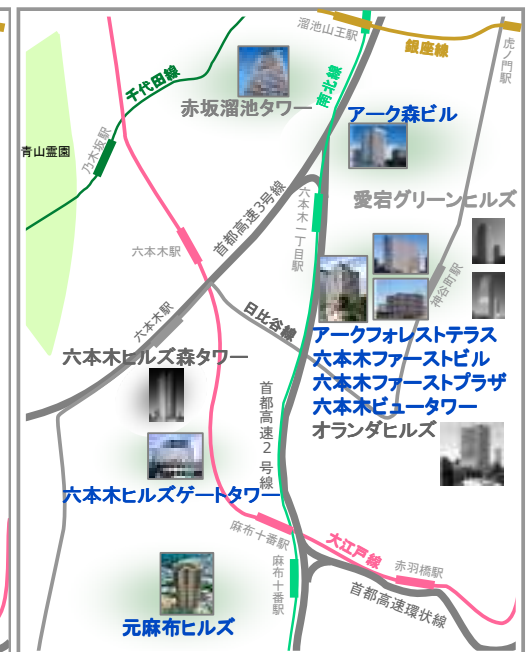 溜池山王駅
銀座線
虎ノ門駅
千代田線
南北線
赤坂溜池タワー
アーク森ビル
青山霊園
乃木坂駅
首都高速3号線
六本木一丁目駅
愛宕グリーンヒルズ
六本木駅
神谷町駅
六本木駅
日比谷線
アークフォレストテラス
六本木ファーストビル
六本木ファーストプラザ
六本木ビュータワー
オランダヒルズ
六本木ヒルズ森タワー
首都高速2号線
六本木ヒルズゲートタワー
麻布十番駅
大江戸線
麻布十番駅
赤羽橋駅
首都高速環状線
元麻布ヒルズ